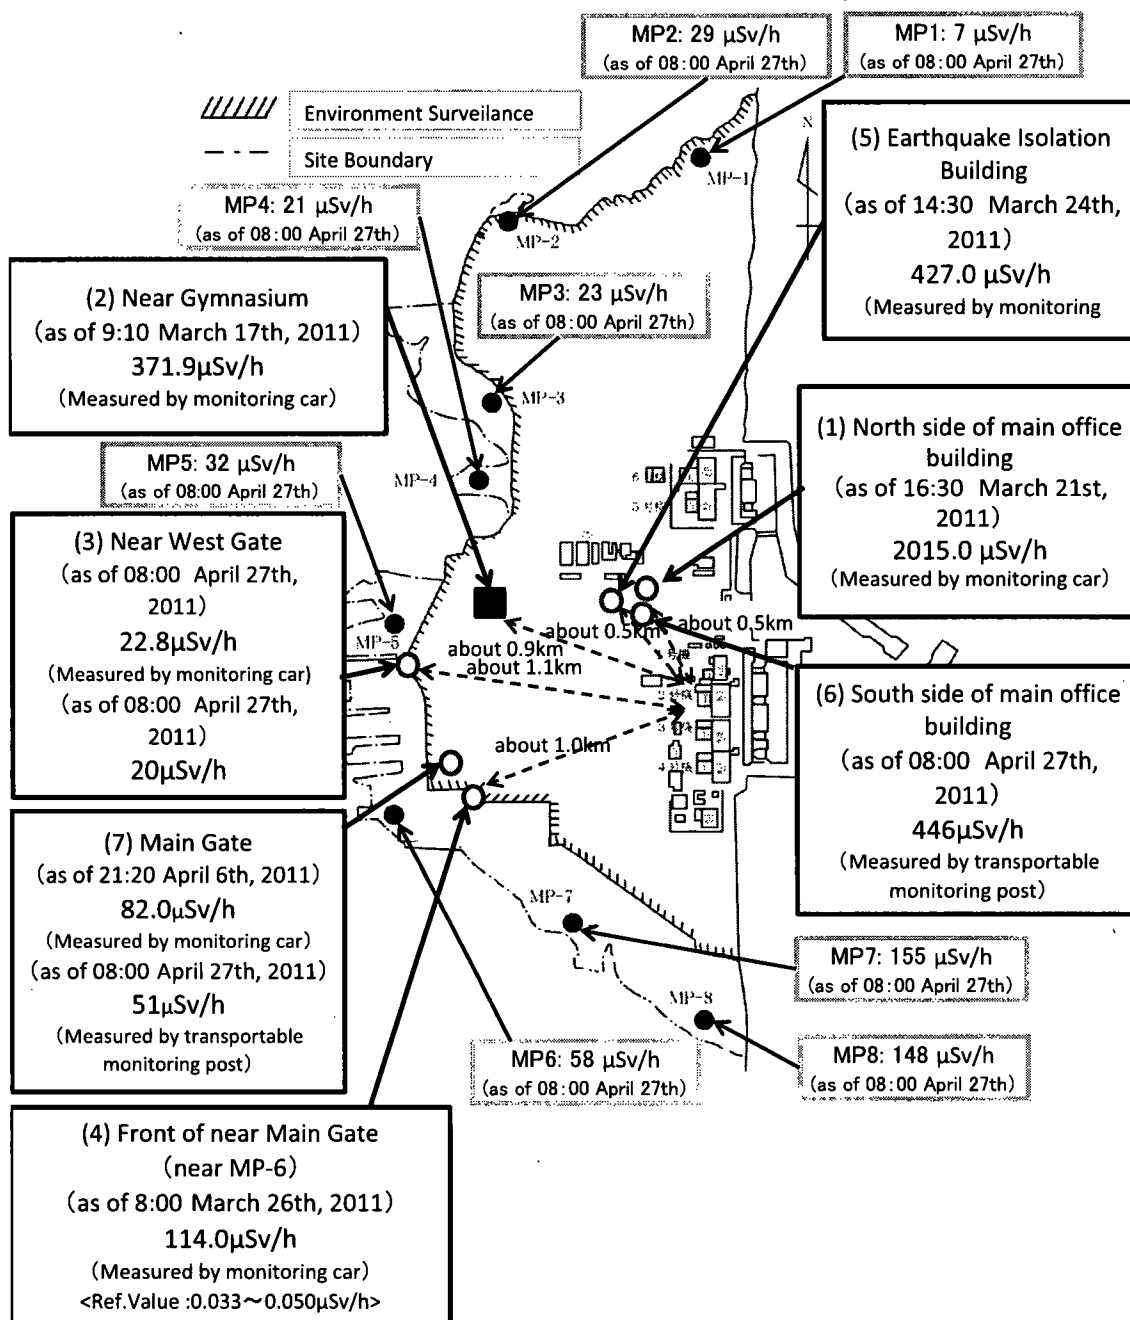 MP2: 29 μSv/h
(as of 08:00 April 27th)
MP1: 7 μSv/h
(as of 08:00 April 27th)
Environment Surveilance
Site Boundary
N
(5) Earthquake Isolation
Building
(as of 14:30 March 24th,
2011)
427.0 μSv/h
(Measured by monitoring
MP-1
MP4: 21 μSv/h
(as of 08:00 April 27th)
MP-2
(2) Near Gymnasium
(as of 9:10 March 17th, 2011)
371.9μSv/h
(Measured by monitoring car)
MP3: 23 μSv/h
(as of 08:00 April 27th)
MP-3
(1) North side of main office
building
(as of 16:30 March 21st,
2011)
2015.0 μSv/h
(Measured by monitoring car)
MP5: 32 μSv/h
(as of 08:00 April 27th)
MP-4
(3) Near West Gate
(as of 08:00 April 27th,
2011)
22.8μSv/h
(Measured by monitoring car)
(as of 08:00 April 27th,
2011)
20μSv/h
MP-5
about 0.5km
about 0.5km
about 0.9km
about 1.1km
about 1.0km
(6) South side of main office
building
(as of 08:00 April 27th,
2011)
446μSv/h
(Measured by transportable
monitoring post)
(7) Main Gate
(as of 21:20 April 6th, 2011)
82.0μSv/h
(Measured by monitoring car)
(as of 08:00 April 27th, 2011)
51μSv/h
(Measured by transportable
monitoring post)
MP-7
MP7: 155 μSv/h
(as of 08:00 April 27th)
MP-8
MP6: 58 μSv/h
(as of 08:00 April 27th)
MP8: 148 μSv/h
(as of 08:00 April 27th)
(4) Front of near Main Gate
(near MP-6)
(as of 8:00 March 26th, 2011)
114.0μSv/h
(Measured by monitoring car)
<Ref.Value :0.033～0.050μSv/h>